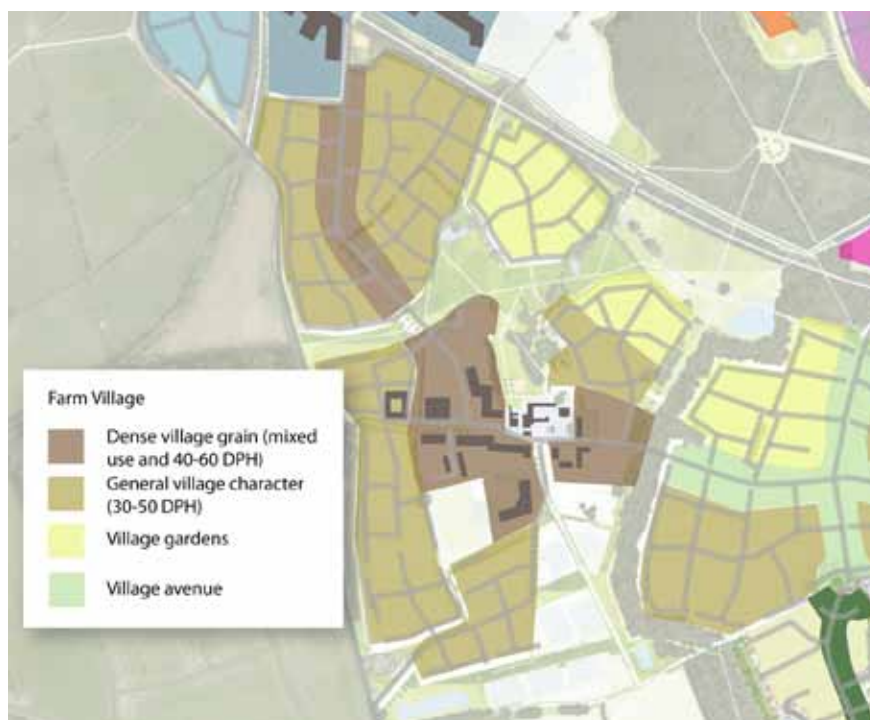 Farm Village
Dense village grain (mixed
use and 40-60 DPH)
General village character
(30-50 DPH)
Village gardens
Village avenue